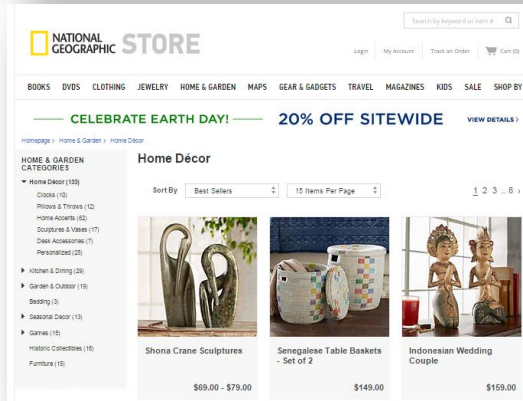 Search by keyword or item #
NATIONAL
GEOGRAPHIC
STORE
Login My Account Track an Order Cart (0)
BOOKS DVDS CLOTHING JEWELRY HOME & GARDEN MAPS GEAR & GADGETS TRAVEL MAGAZINES KIDS SALE SHOP BY
CELEBRATE EARTH DAY! 20% OFF SITEWIDE VIEW DETAILS >
Homepage > Home & Garden > Home Décor
HOME & GARDEN
CATEGORIES
Home Décor (133)
Clocks (10)
Pillows & Throws (12)
Home Accents (62)
Sculptures & Vases (17)
Desk Accessories (7)
Personalized (25)
Kitchen & Dining (29)
Garden & Outdoor (19)
Bedding (3)
Seasonal Decor (13)
Games (18)
Historic Collectibles (16)
Furniture (15)
Home Décor
Sort By Best Sellers 15 Items Per Page 1 2 3 ... 8 >
Shona Crane Sculptures
$69.00 - $79.00
Senegalese Table Baskets
- Set of 2
$149.00
Indonesian Wedding
Couple
$159.00